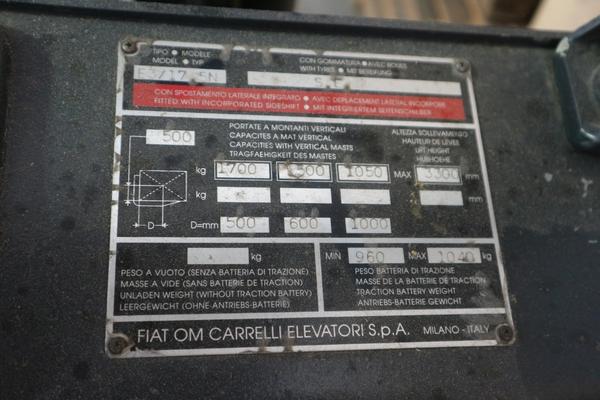 TIPO • MODELE
MODEL • TYP
CON GOMMATURA • AVEC ROUES
WITH TYRES • MIT BEREIFUNG
S.E.
CON SPOSTAMENTO LATERALE INTEGRATO • AVEC DEPLACEMENT LATERAL INCORPORE
FITTED WITH INCORPORATED SIDESHIFT • MIT INTEGRIERTEM SEITENSCHIEBER
500
PORTATE A MONTANTI VERTICALI
CAPACITES A MAT VERTICAL
CAPACITIES WITH VERTICAL MASTS
TRAGFAEHIGKEIT DES MASTES
ALTEZZA SOLLEVAMENTO
HAUTEUR DE LEVEE
LIFT HEIGHT
HUBHOEHE
kg 1700 1500 1050 MAX 3300 mm
kg mm
D
D=mm 500 600 1000
kg
MIN 960 MAX 1040 kg
PESO A VUOTO (SENZA BATTERIA DI TRAZIONE)
MASSE A VIDE (SANS BATTERIE DE TRACTION)
UNLADEN WEIGHT (WITHOUT TRACTION BATTERY)
LEERGEWICHT (OHNE ANTRIEBS-BATTERIE)
PESO BATTERIA DI TRAZIONE
MASSE DE LA BATTERIE DE TRACTION
TRACTION BATTERY WEIGHT
ANTRIEBS-BATTERIE GEWICHT
FIAT OM CARRELLI ELEVATORI S.p.A. MILANO - ITALY